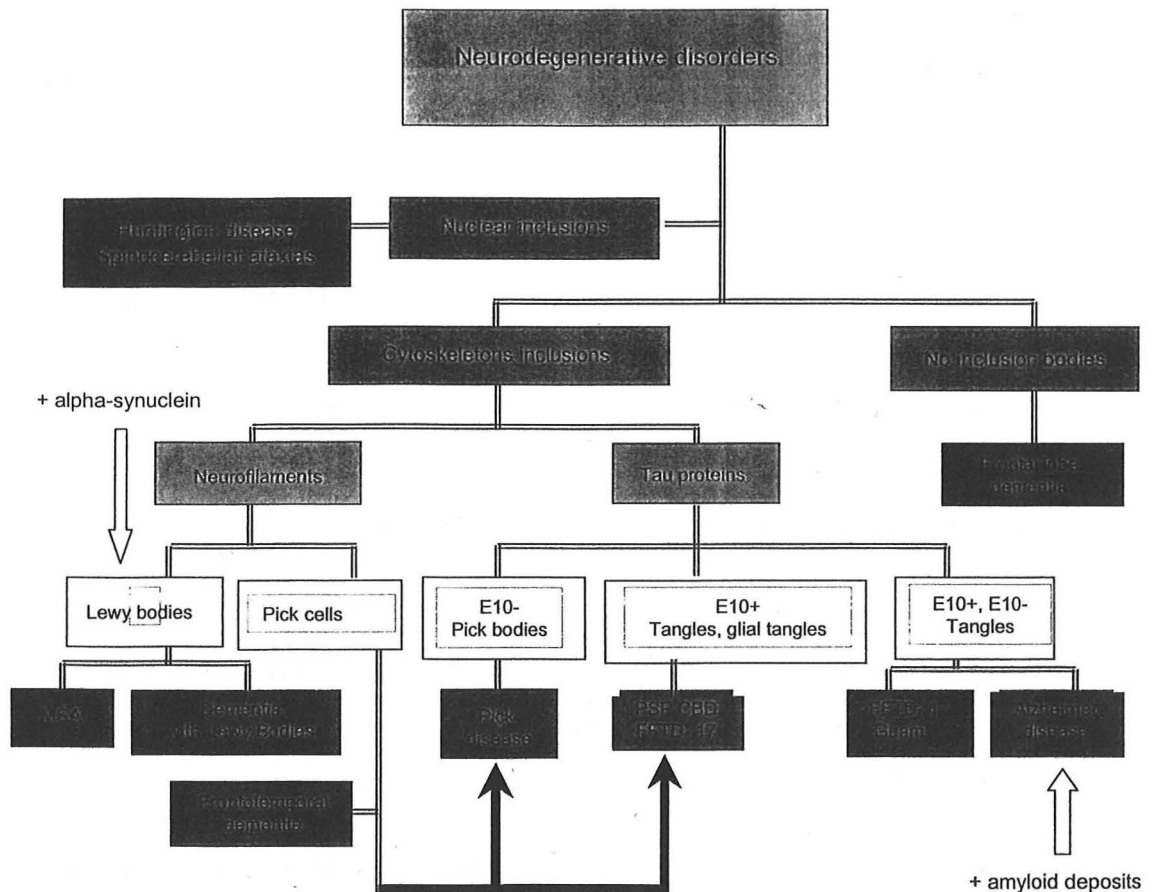 Neurodegenerative disorders
Huntington disease
Spinocerebellar ataxias
Nuclear inclusions
Cytoskeletons inclusions
No inclusion bodies
+ alpha-synuclein
Neurofilaments
Tau proteins
Frontal lobe
dementia
Lewy bodies
Pick cells
E10-
Pick bodies
E10+
Tangles, glial tangles
E10+, E10-
Tangles
MSA
Dementia
with Lewy Bodies
Pick
disease
PSP, CBD
Guam
Alzheimer
disease
Frontotemporal
dementia
+ amyloid deposits